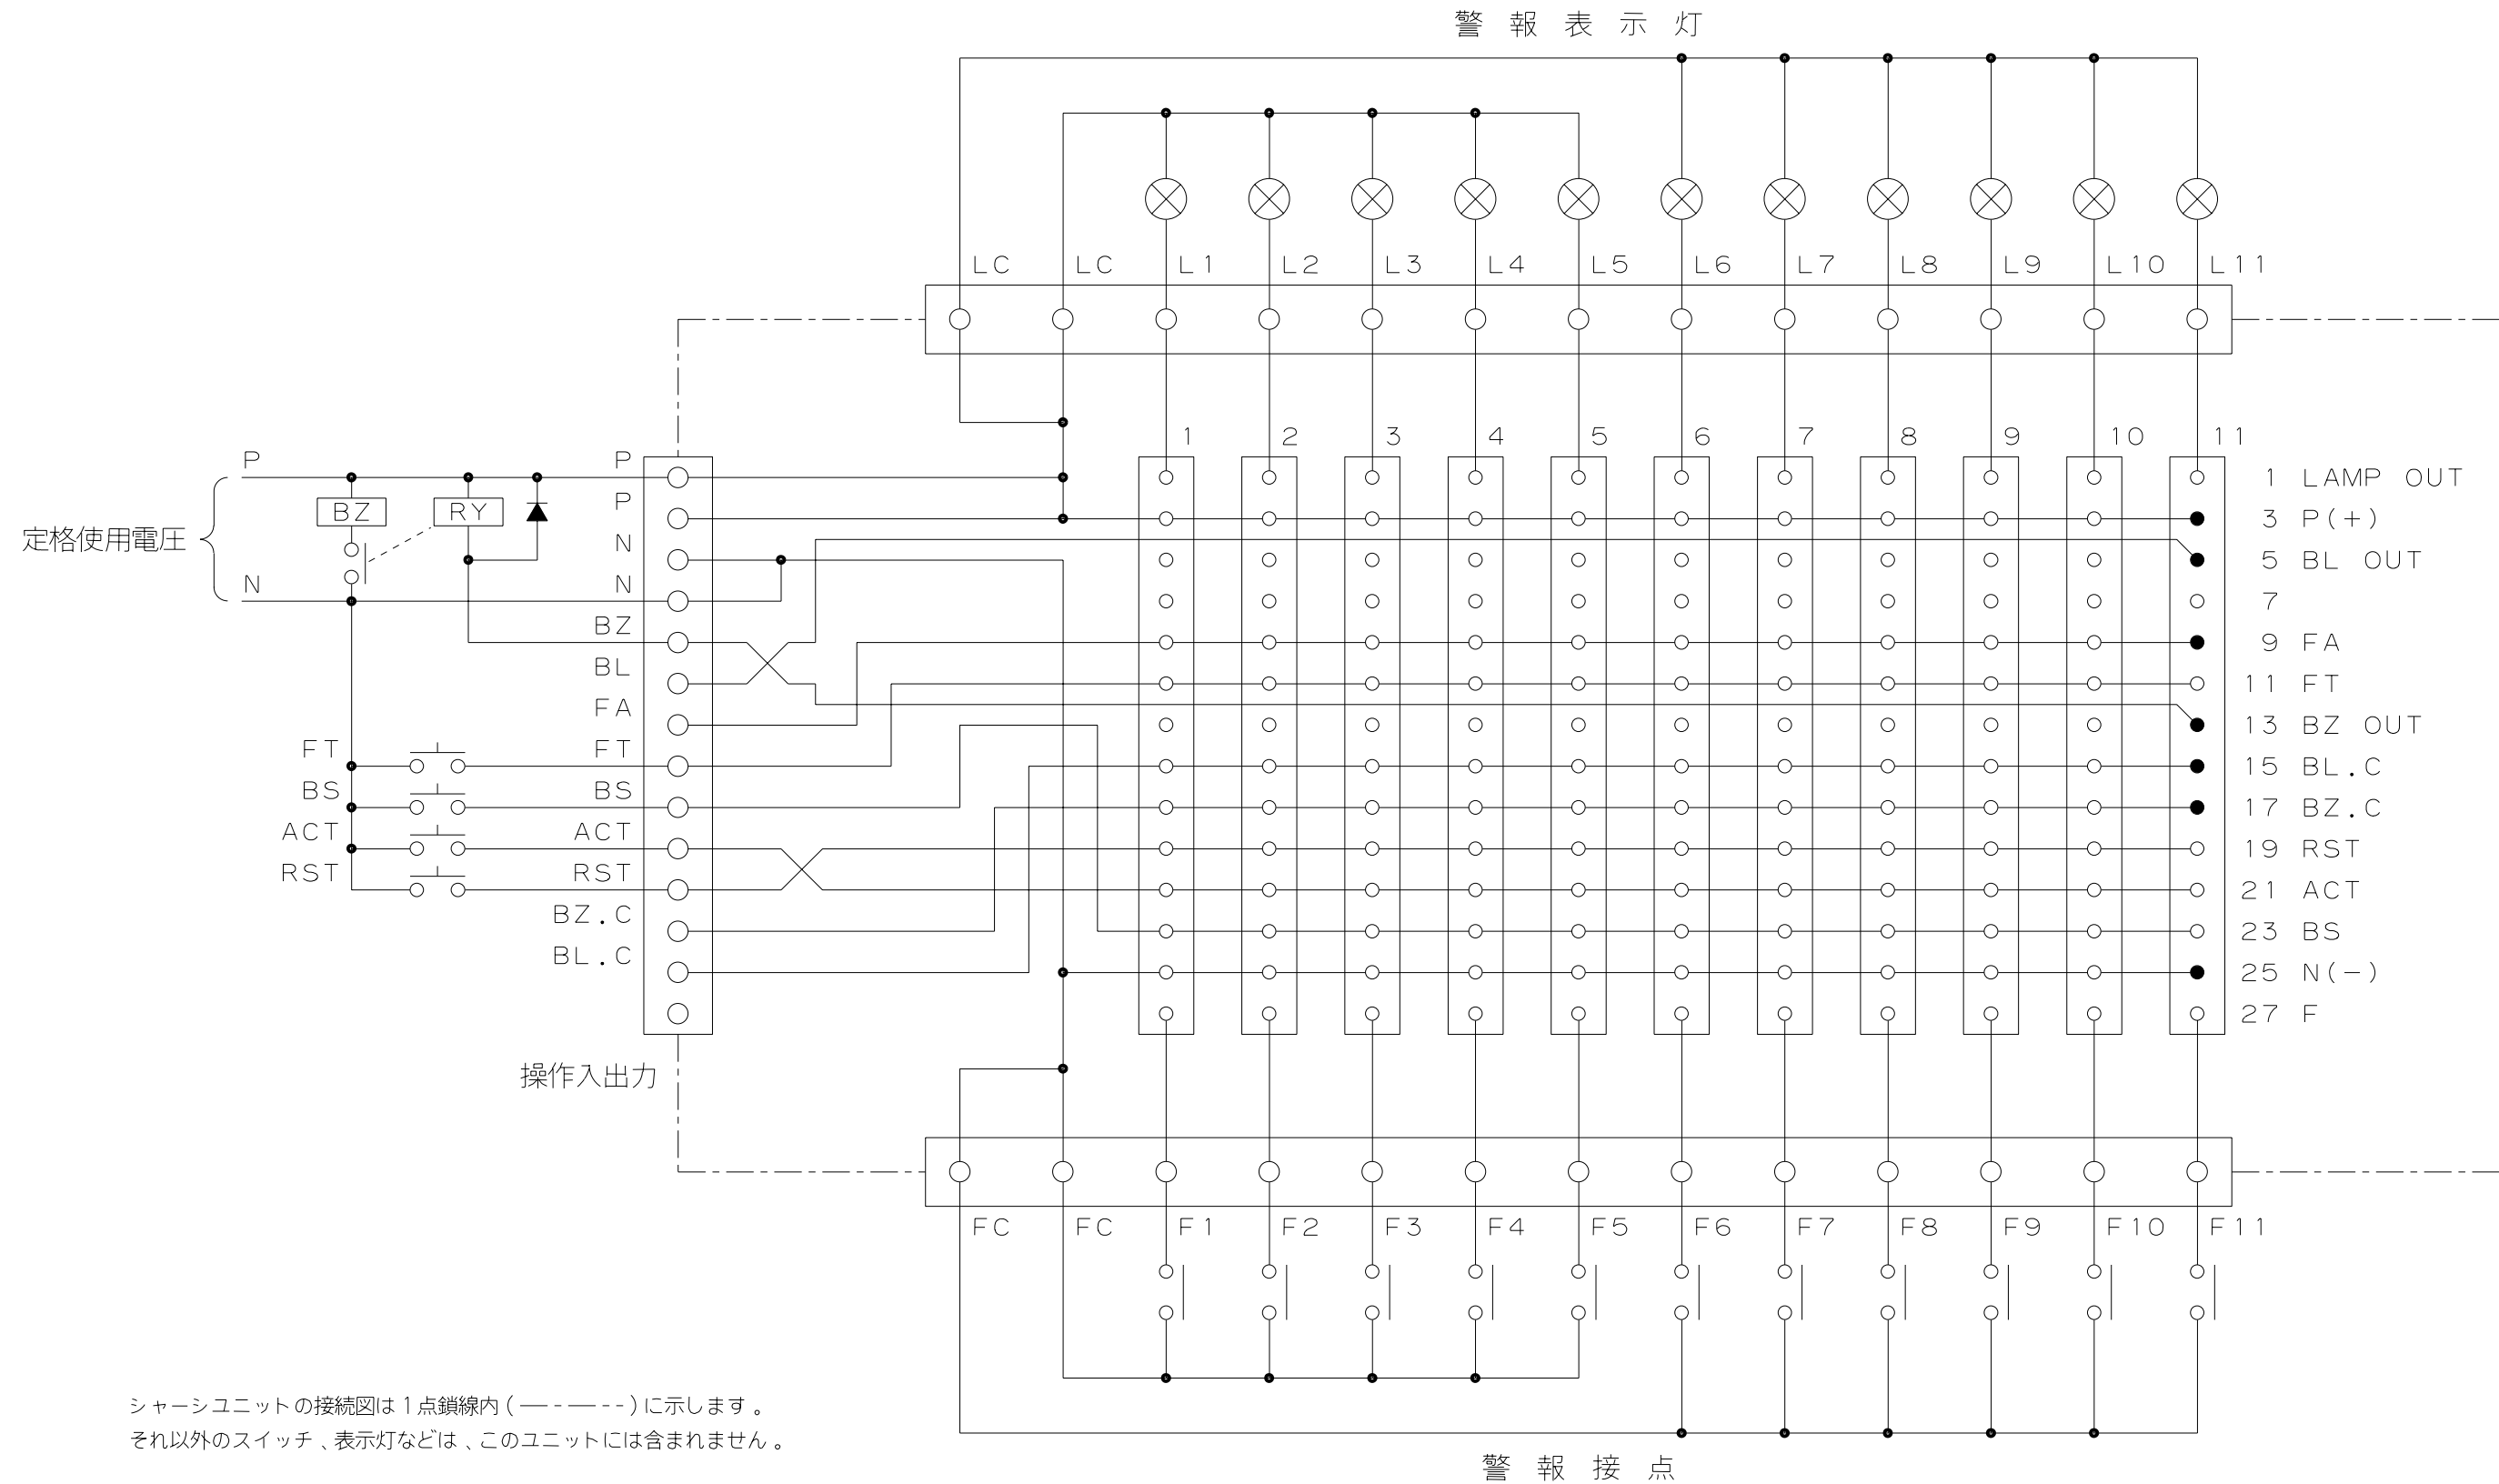 警報表示灯
LC LC L1 L2 L3 L4 L5 L6 L7 L8 L9 L10 L11
1 2 3 4 5 6 7 8 9 10 11
定格使用電圧
P
N
BZ
RY
FT
BS
ACT
RST
P
P
N
N
BZ
BL
FA
FT
BS
ACT
RST
BZ.C
BL.C
操作入出力
1 LAMP OUT
3 P(+)
5 BL OUT
7
9 FA
11 FT
13 BZ OUT
15 BL.C
17 BZ.C
19 RST
21 ACT
23 BS
25 N(-)
27 F
FC FC F1 F2 F3 F4 F5 F6 F7 F8 F9 F10 F11
警報接点
シャーシユニットの接続図は1点鎖線内(―-―--)に示します。
それ以外のスイッチ、表示灯などは、このユニットには含まれません。